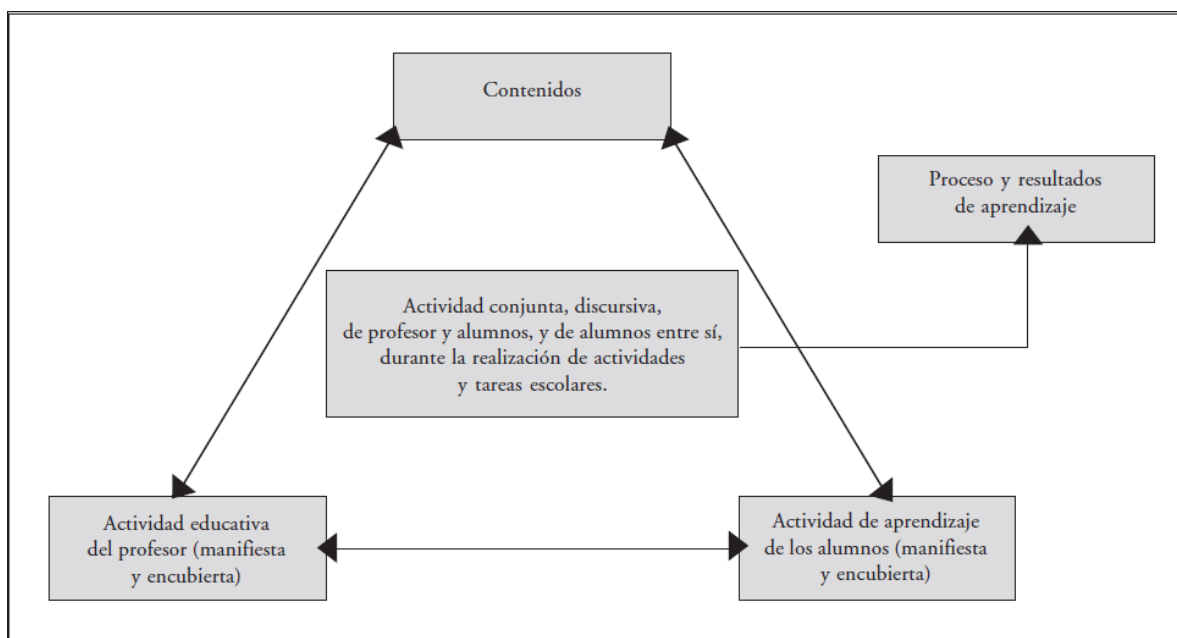 Contenidos
Proceso y resultados
de aprendizaje
Actividad conjunta, discursiva,
de profesor y alumnos, y de alumnos entre sí,
durante la realización de actividades
y tareas escolares.
Actividad educativa
del profesor (manifiesta
y encubierta)
Actividad de aprendizaje
de los alumnos (manifiesta
y encubierta)